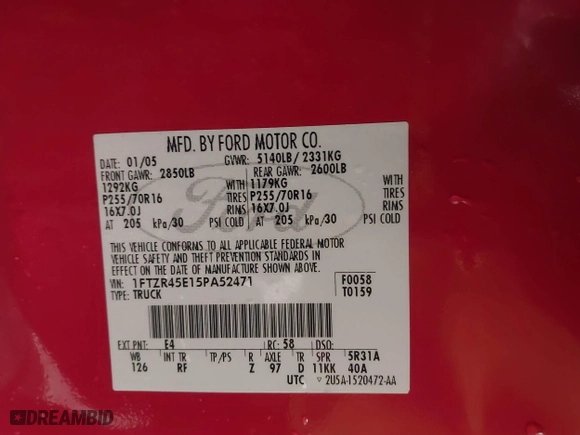 MFD. BY FORD MOTOR CO.
DATE: 01/05 GVWR: 5140LB/ 2331KG
FRONT GAWR: 2850LB REAR GAWR: 2600LB
1292KG WITH 1179KG WITH
P255/70R16 TIRES P255/70R16 TIRES
16X7.0J RIMS 16X7.0J RIMS
AT 205 kPa/30 PSI COLD AT 205 kPa/30 PSI COLD
Ford
THIS VEHICLE CONFORMS TO ALL APPLICABLE FEDERAL MOTOR
VEHICLE SAFETY AND THEFT PREVENTION STANDARDS IN
EFFECT ON THE DATE OF MANUFACTURE SHOWN ABOVE.
VIN: 1FTZR45E15PA52471 F0058
TYPE: TRUCK T0159
EXT PNT: E4 RC: 58 DSO:
WB INT TR TP/PS R AXLE TR SPR 5R31A
126 RF Z 97 D 11KK 40A
UTC 2U5A-1520472-AA
DREAMBID